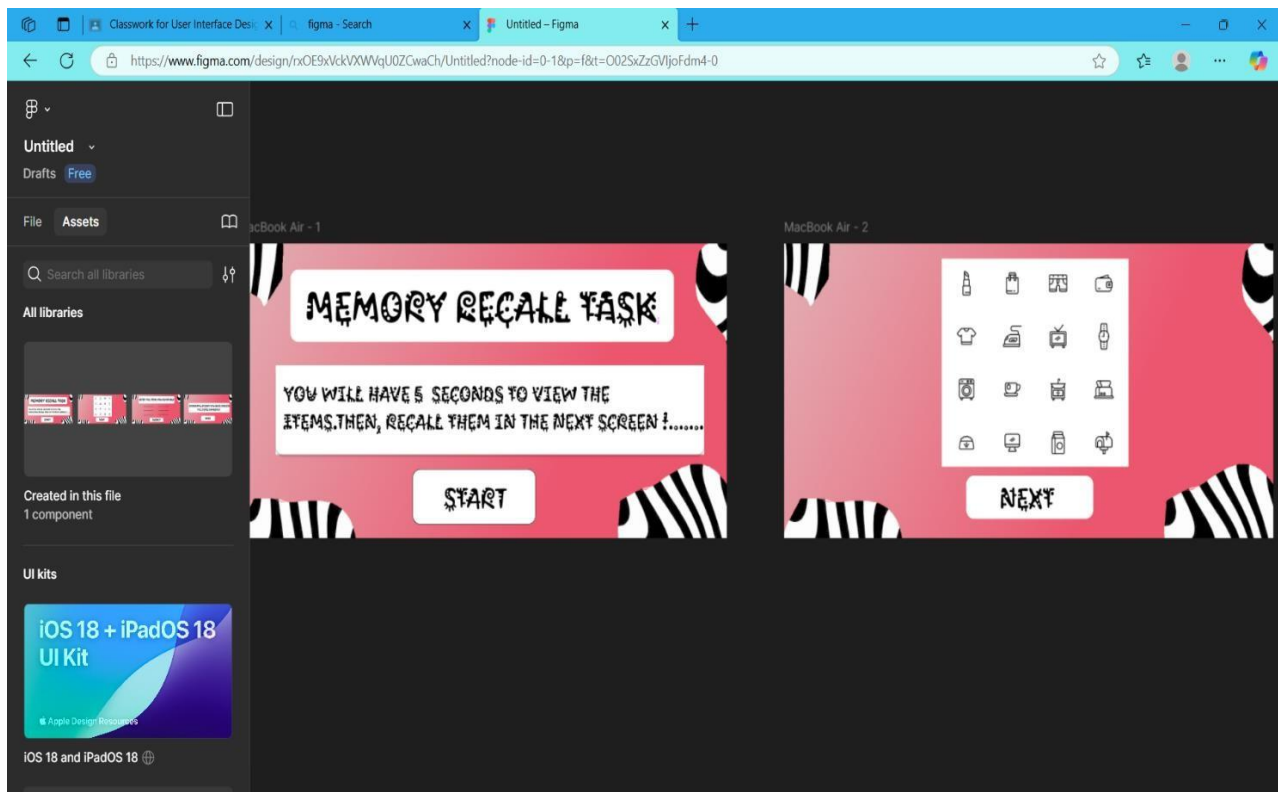 Classwork for User Interface Desi
figma - Search
Untitled – Figma
https://www.figma.com/design/rxOE9xVckVXWVqU0ZCwaCh/Untitled?node-id=0-1&p=f&t=O02SxZzGVIjoFdm4-0
Untitled
Drafts Free
File Assets
Search all libraries
All libraries
Created in this file
1 component
UI kits
iOS 18 + iPadOS 18
UI Kit
Apple Design Resources
iOS 18 and iPadOS 18
acBook Air - 1
MEMORY RECALL TASK
YOU WILL HAVE 5 SECONDS TO VIEW THE
ITEMS.THEN, RECALL THEM IN THE NEXT SCREEN !........
START
MacBook Air - 2
NEXT